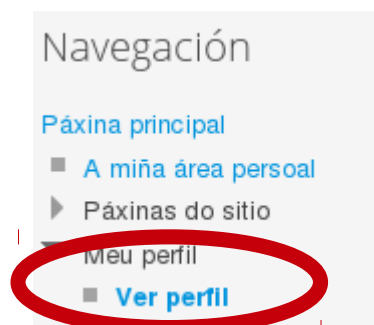 Navegación
Páxina principal
A miña área persoal
Páxinas do sitio
Meu perfil
Ver perfil